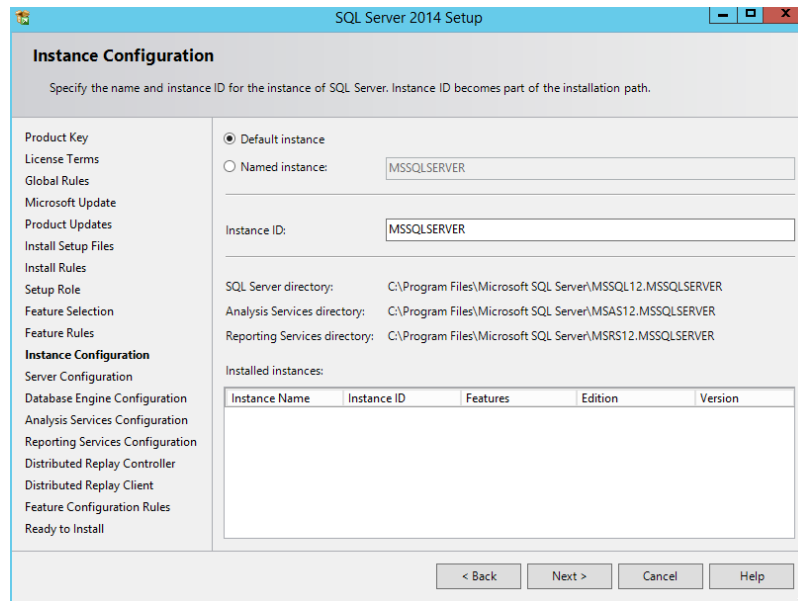 SQL Server 2014 Setup
Instance Configuration
Specify the name and instance ID for the instance of SQL Server. Instance ID becomes part of the installation path.
Product Key
License Terms
Global Rules
Microsoft Update
Product Updates
Install Setup Files
Install Rules
Setup Role
Feature Selection
Feature Rules
Instance Configuration
Server Configuration
Database Engine Configuration
Analysis Services Configuration
Reporting Services Configuration
Distributed Replay Controller
Distributed Replay Client
Feature Configuration Rules
Ready to Install
Default instance
Named instance: MSSQLSERVER
Instance ID: MSSQLSERVER
SQL Server directory: C:\Program Files\Microsoft SQL Server\MSSQL12.MSSQLSERVER
Analysis Services directory: C:\Program Files\Microsoft SQL Server\MSAS12.MSSQLSERVER
Reporting Services directory: C:\Program Files\Microsoft SQL Server\MSRS12.MSSQLSERVER
Installed instances:
Instance Name Instance ID Features Edition Version
< Back Next > Cancel Help